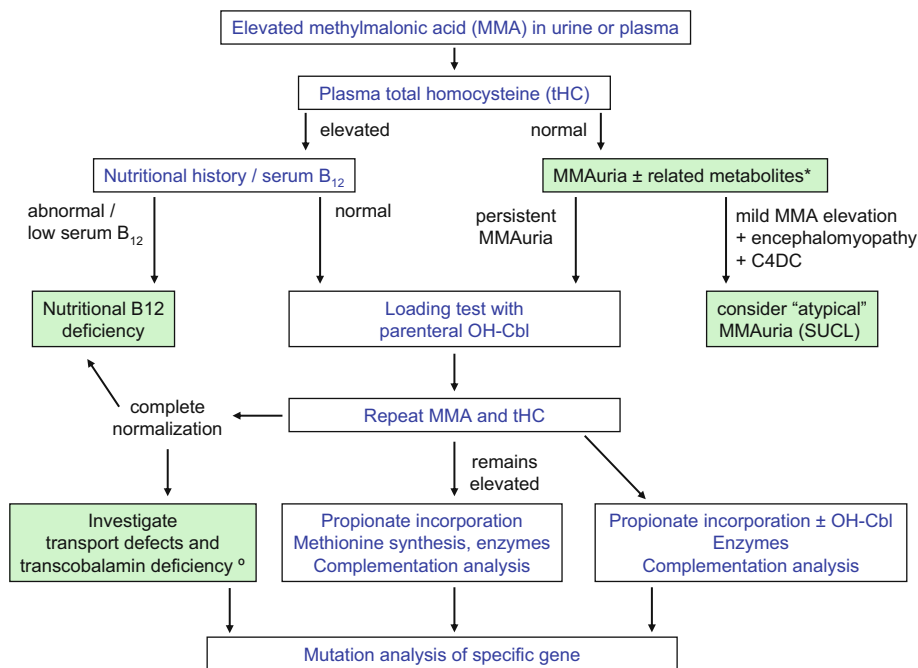 Elevated methylmalonic acid (MMA) in urine or plasma
Plasma total homocysteine (tHC)
elevated
normal
Nutritional history / serum B12
MMAuria ± related metabolites*
abnormal /
low serum B12
normal
persistent
MMAuria
mild MMA elevation
+ encephalomyopathy
+ C4DC
Nutritional B12
deficiency
Loading test with
parenteral OH-Cbl
consider “atypical”
MMAuria (SUCL)
complete
normalization
Repeat MMA and tHC
remains
elevated
Investigate
transport defects and
transcobalamin deficiency º
Propionate incorporation
Methionine synthesis, enzymes
Complementation analysis
Propionate incorporation ± OH-Cbl
Enzymes
Complementation analysis
Mutation analysis of specific gene